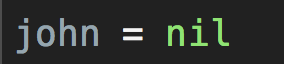 john = nil